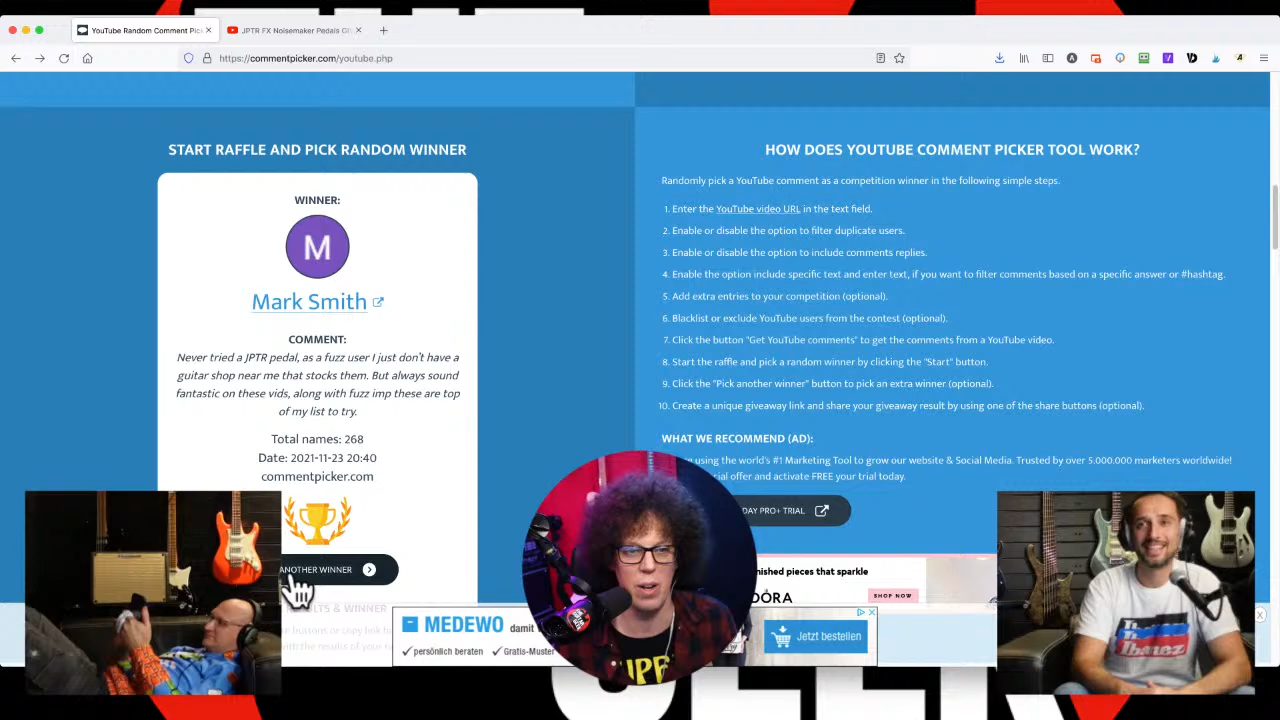 YouTube Random Comment Pic
JPTR FX Noisemaker Pedals Gi
https://commentpicker.com/youtube.php
START RAFFLE AND PICK RANDOM WINNER
WINNER:
M
Mark Smith
COMMENT:
Never tried a JPTR pedal, as a fuzz user I just don't have a
guitar shop near me that stocks them. But always sound
fantastic on these vids, along with fuzz imp these are top
of my list to try.
Total names: 268
Date: 2021-11-23 20:40
commentpicker.com
ANOTHER WINNER
RESULTS & WINNER
HOW DOES YOUTUBE COMMENT PICKER TOOL WORK?
Randomly pick a YouTube comment as a competition winner in the following simple steps.
1. Enter the YouTube video URL in the text field.
2. Enable or disable the option to filter duplicate users.
3. Enable or disable the option to include comments replies.
4. Enable the option include specific text and enter text, if you want to filter comments based on a specific answer or #hashtag.
5. Add extra entries to your competition (optional).
6. Blacklist or exclude YouTube users from the contest (optional).
7. Click the button "Get YouTube comments" to get the comments from a YouTube video.
8. Start the raffle and pick a random winner by clicking the "Start" button.
9. Click the "Pick another winner" button to pick an extra winner (optional).
10. Create a unique giveaway link and share your giveaway result by using one of the share buttons (optional).
WHAT WE RECOMMEND (AD):
using the world's #1 Marketing Tool to grow our website & Social Media. Trusted by over 5.000.000 marketers worldwide!
offer and activate FREE your trial today.
DAY PRO+ TRIAL
nished pieces that sparkle
SHOP NOW
MEDEWO damit
persönlich beraten Gratis-Muster
Jetzt bestellen
Ibanez